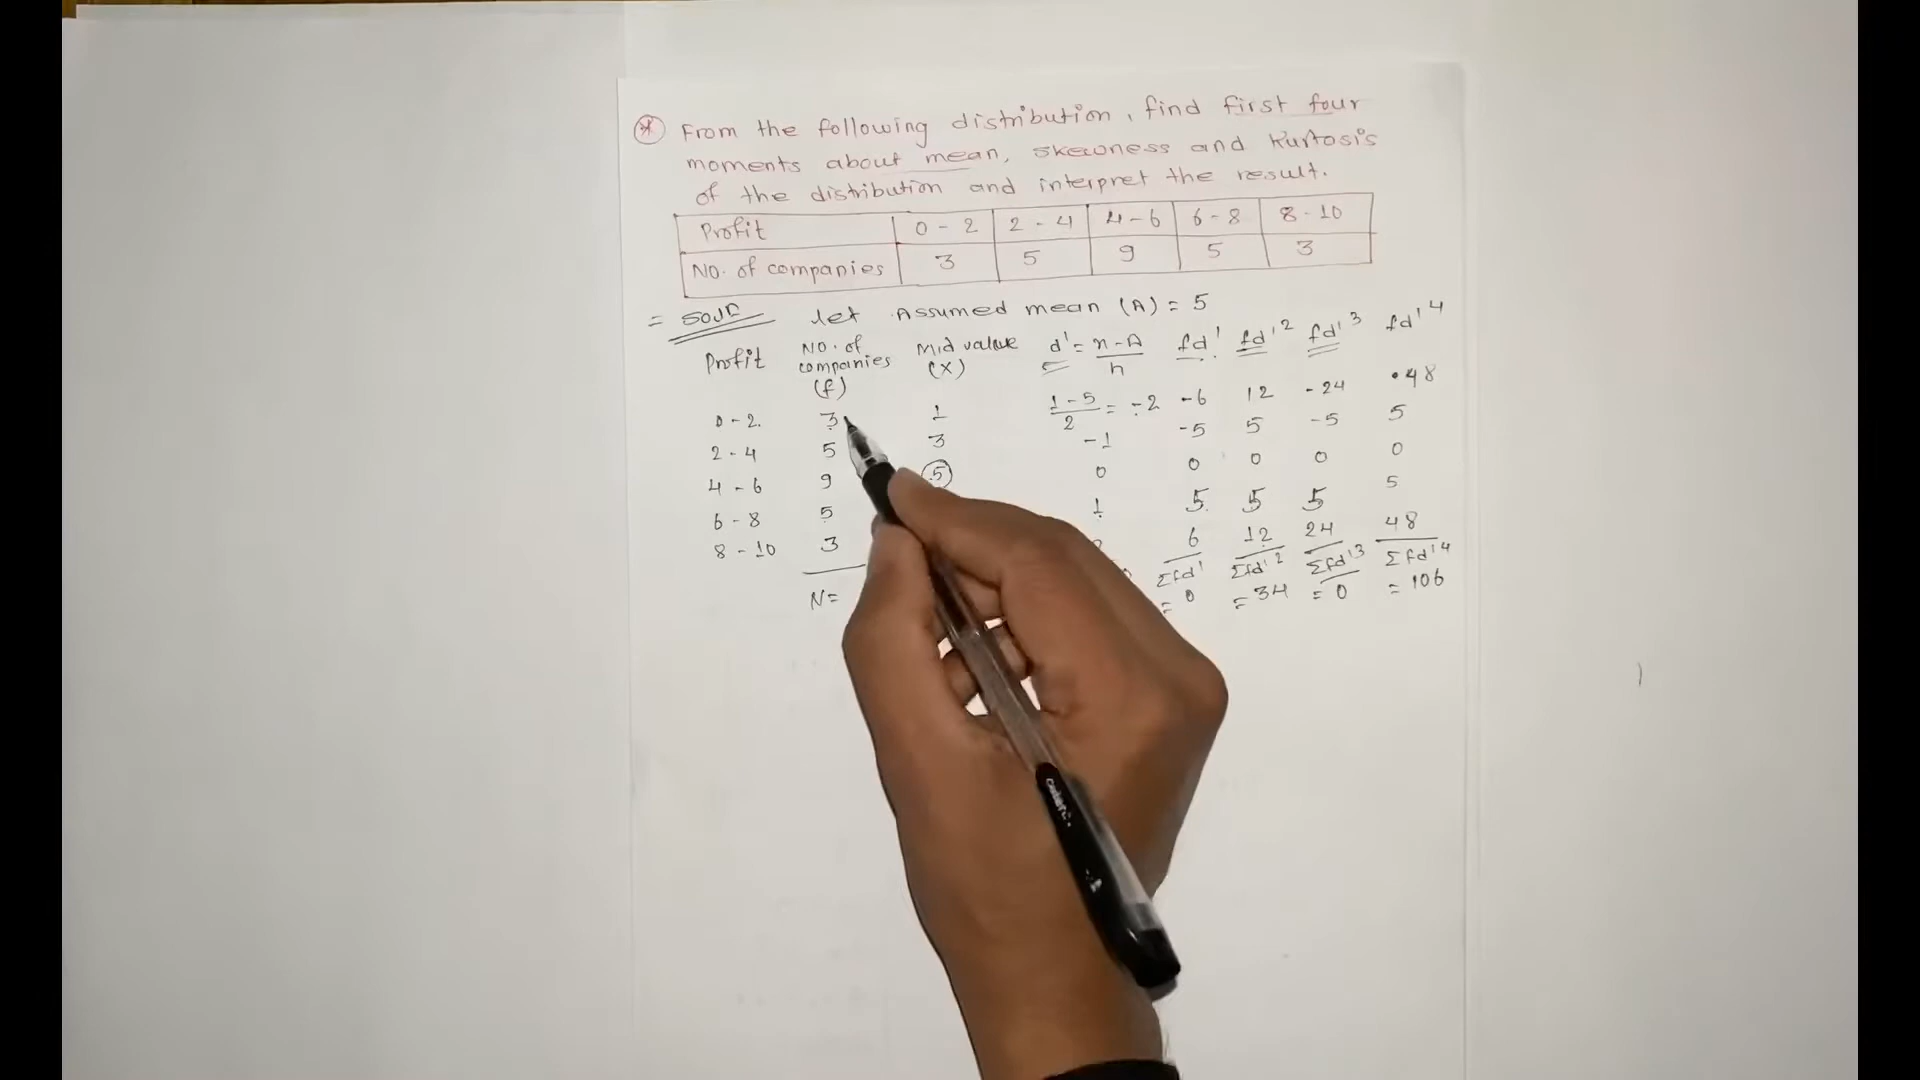 * From the following distribution, find first four
moments about mean, skewness and Kurtosis
of the distribution and interpret the result.
Profit 0 - 2 2 - 4 4 - 6 6 - 8 8 - 10
NO. of companies 3 5 9 5 3
= Let Assumed mean (A) = 5
Profit NO. of companies (f) Mid value (X) d' = x - A / h fd' fd'2 fd'3 fd'4
0 - 2. 3 1 1 - 5 / 2 = -2 -6 12 -24 48
2 - 4 5 3 -1 -5 5 -5 5
4 - 6 9 5 0 0 0 0 0
6 - 8 5 1 5 5 5 5
8 - 10 3 6 12 24 48
N= Σfd' = 0 Σfd'2 = 34 Σfd'3 = 0 Σfd'4 = 106